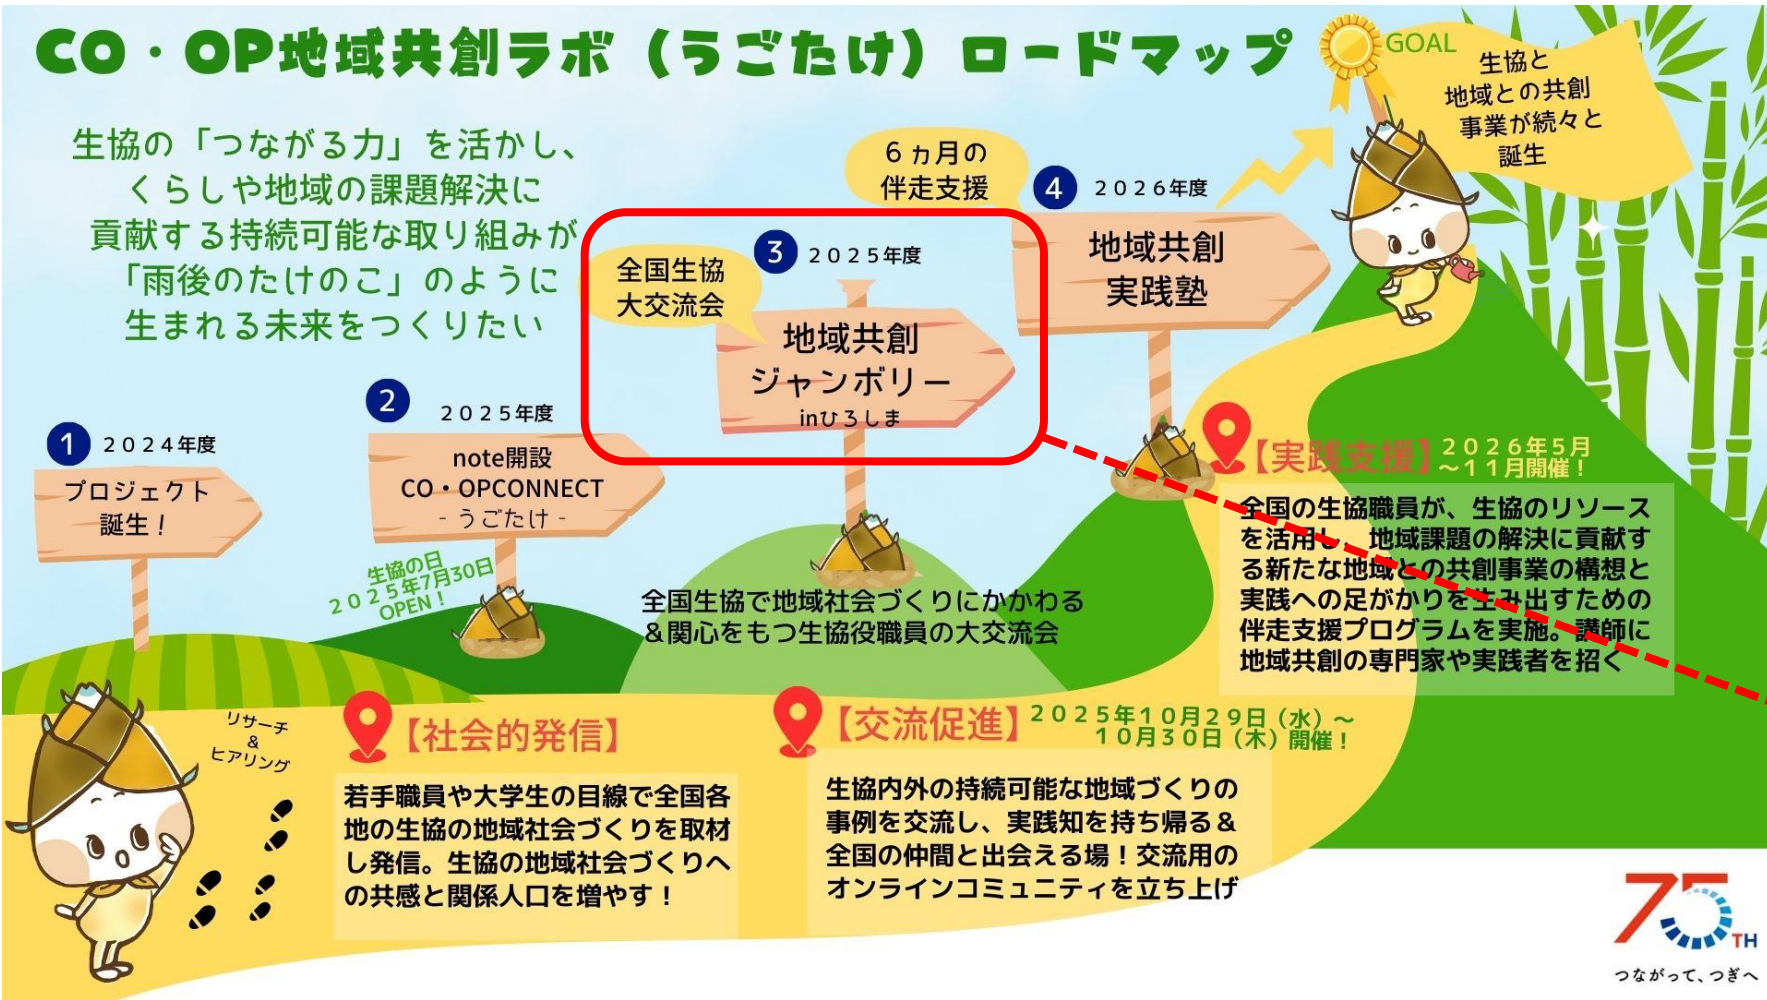 CO・OP地域共創ラボ（うごたけ）ロードマップ
GOAL
生協と
地域との共創
事業が続々と
誕生
生協の「つながる力」を活かし、
くらしや地域の課題解決に
貢献する持続可能な取り組みが
「雨後のたけのこ」のように
生まれる未来をつくりたい
6ヵ月の
伴走支援
4 2026年度
地域共創
実践塾
全国生協
大交流会
3 2025年度
地域共創
ジャンボリー
inひろしま
2 2025年度
note開設
CO・OPCONNECT
- うごたけ -
1 2024年度
プロジェクト
誕生！
生協の日
2025年7月30日
OPEN！
全国生協で地域社会づくりにかかわる
＆関心をもつ生協役職員の大交流会
【実践支援】2026年5月
～11月開催！
全国の生協職員が、生協のリソース
を活用し、地域課題の解決に貢献す
る新たな地域との共創事業の構想と
実践への足がかりを生み出すための
伴走支援プログラムを実施。講師に
地域共創の専門家や実践者を招く
リサーチ
&
ヒアリング
【社会的発信】
若手職員や大学生の目線で全国各
地の生協の地域社会づくりを取材
し発信。生協の地域社会づくりへ
の共感と関係人口を増やす！
【交流促進】2025年10月29日（水）～
10月30日（木）開催！
生協内外の持続可能な地域づくりの
事例を交流し、実践知を持ち帰る＆
全国の仲間と出会える場！交流用の
オンラインコミュニティを立ち上げ
75TH
つながって、つぎへ